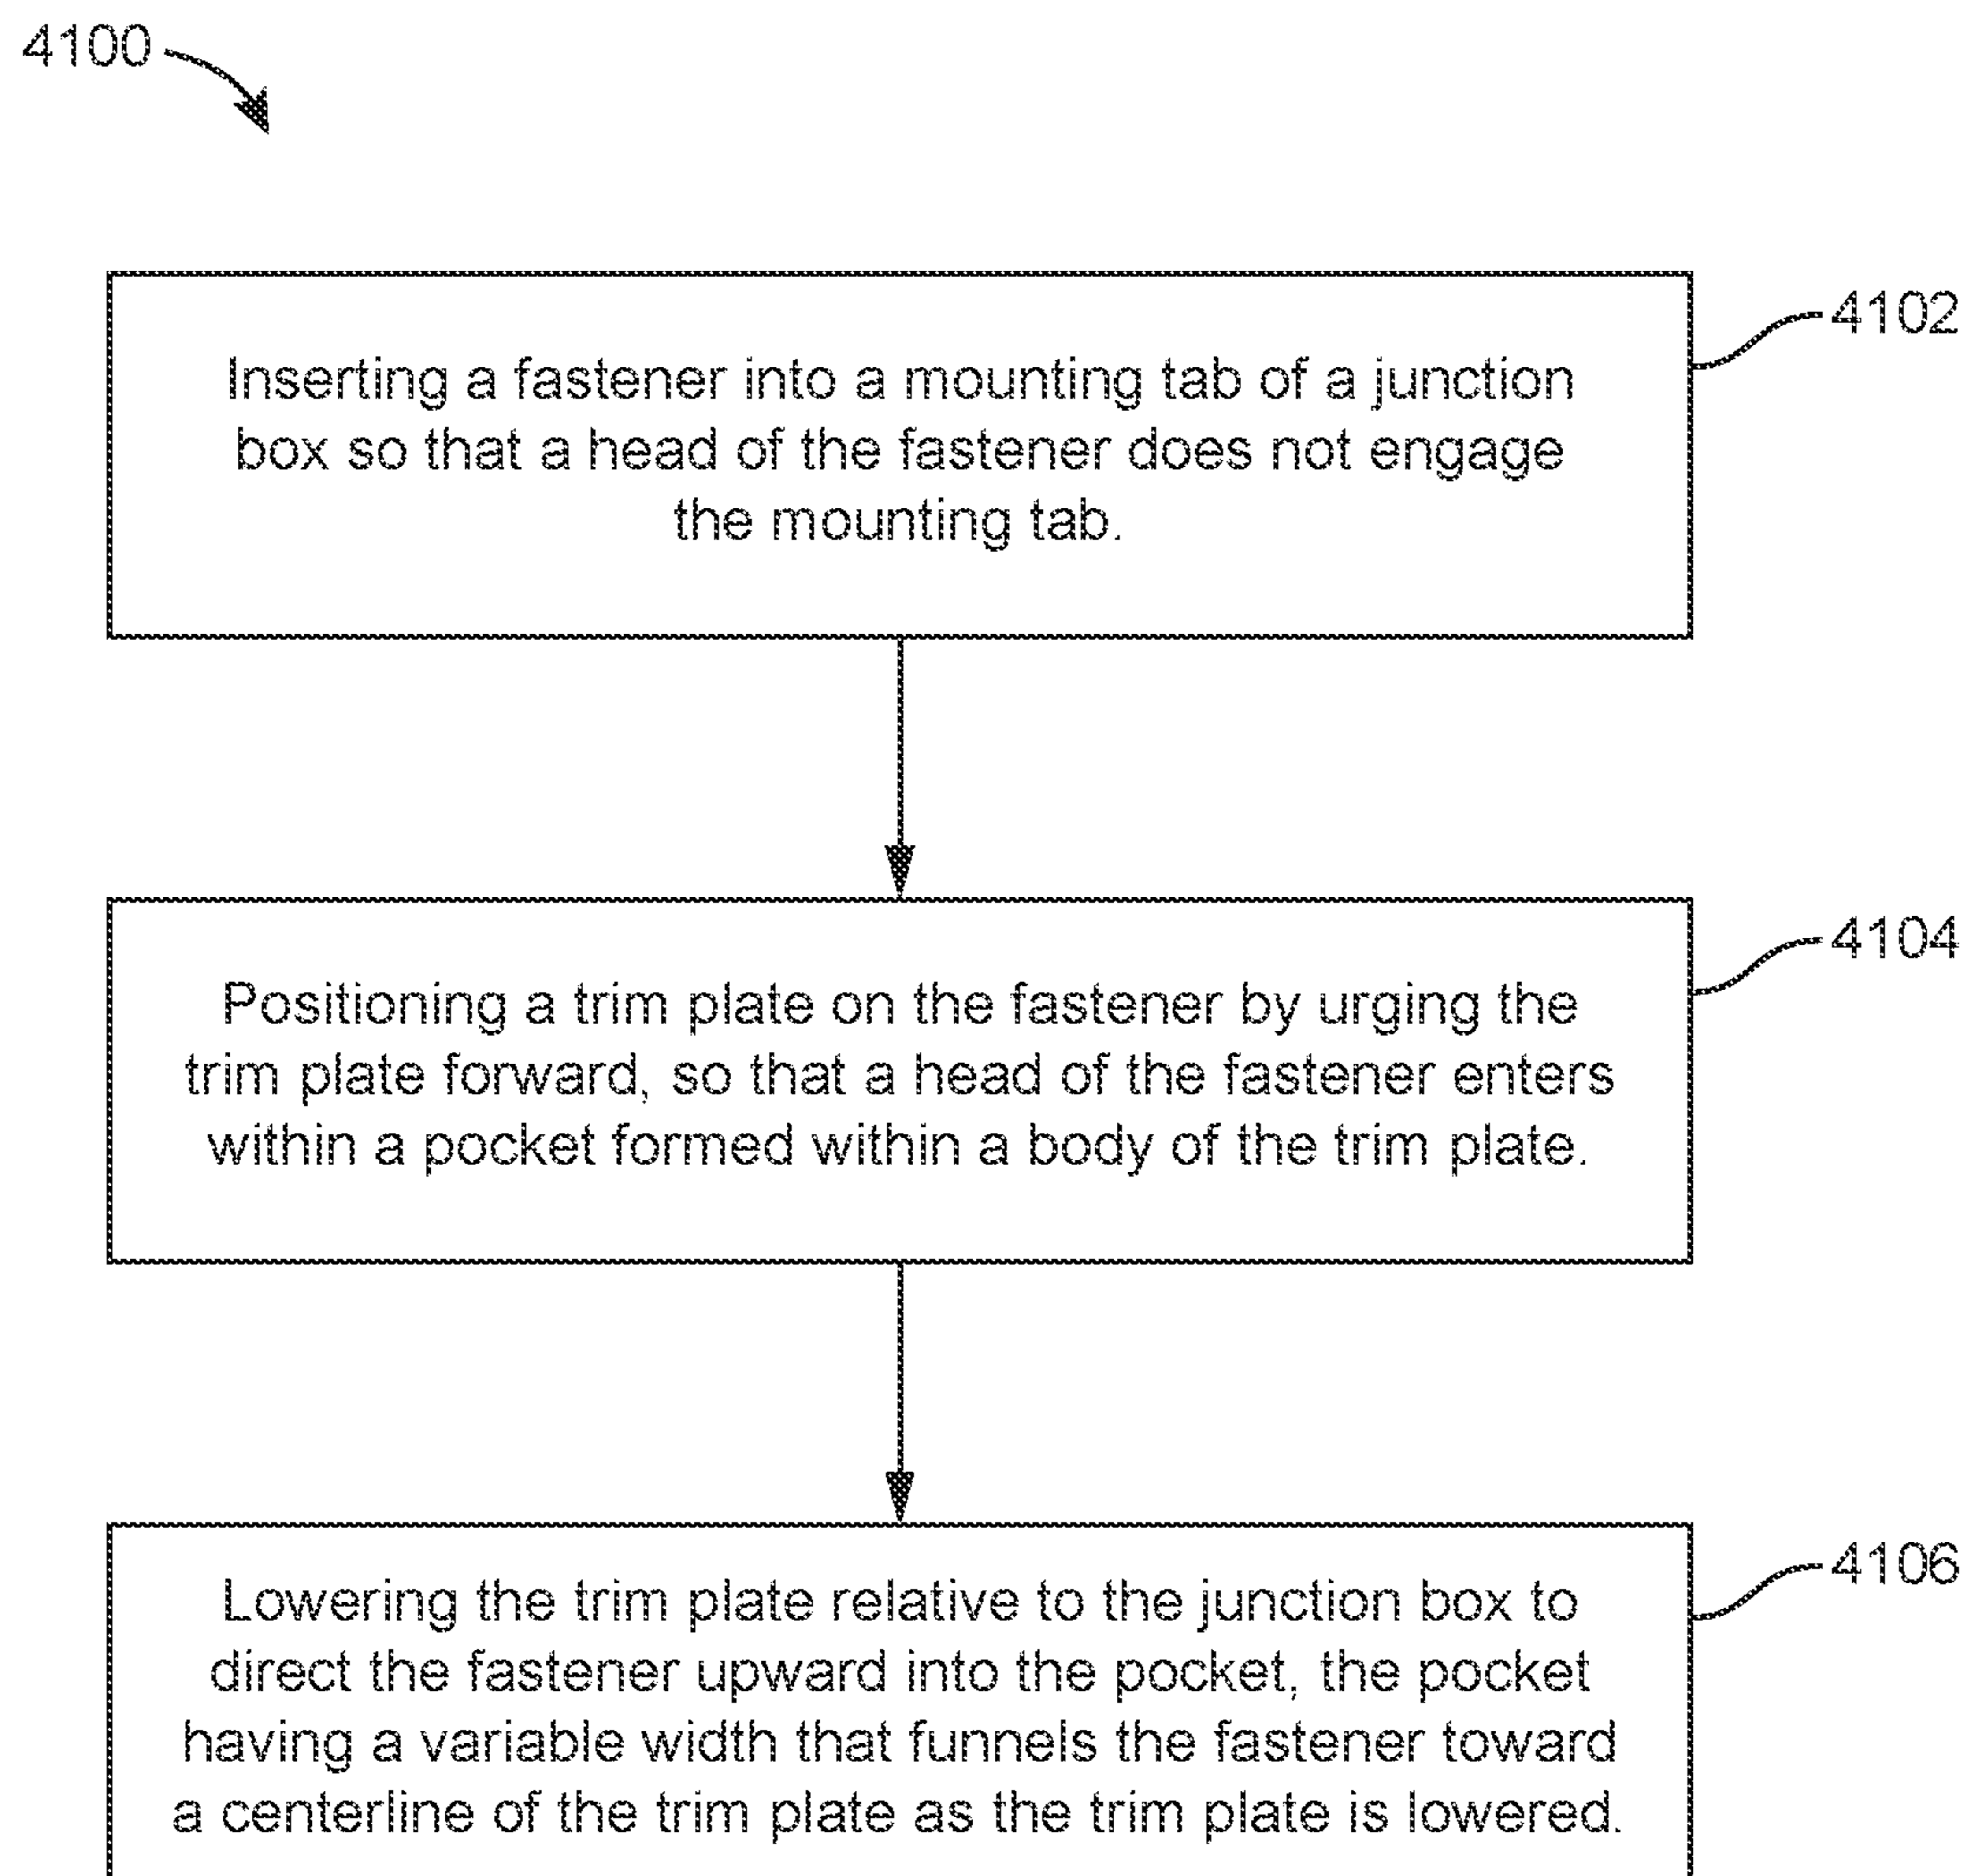 4100
4102
Inserting a fastener into a mounting tab of a junction
box so that a head of the fastener does not engage
the mounting tab.
4104
Positioning a trim plate on the fastener by urging the
trim plate forward, so that a head of the fastener enters
within a pocket formed within a body of the trim plate.
4106
Lowering the trim plate relative to the junction box to
direct the fastener upward into the pocket, the pocket
having a variable width that funnels the fastener toward
a centerline of the trim plate as the trim plate is lowered.